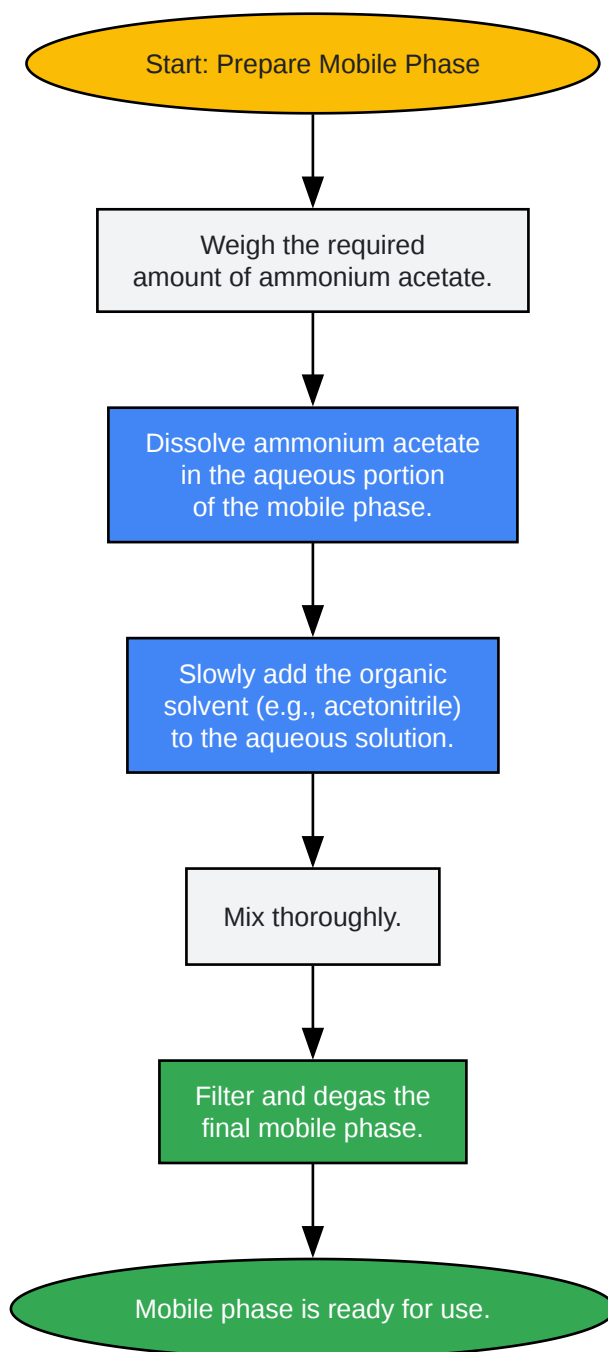 Start: Prepare Mobile Phase
Weigh the required
amount of ammonium acetate.
Dissolve ammonium acetate
in the aqueous portion
of the mobile phase.
Slowly add the organic
solvent (e.g., acetonitrile)
to the aqueous solution.
Mix thoroughly.
Filter and degas the
final mobile phase.
Mobile phase is ready for use.